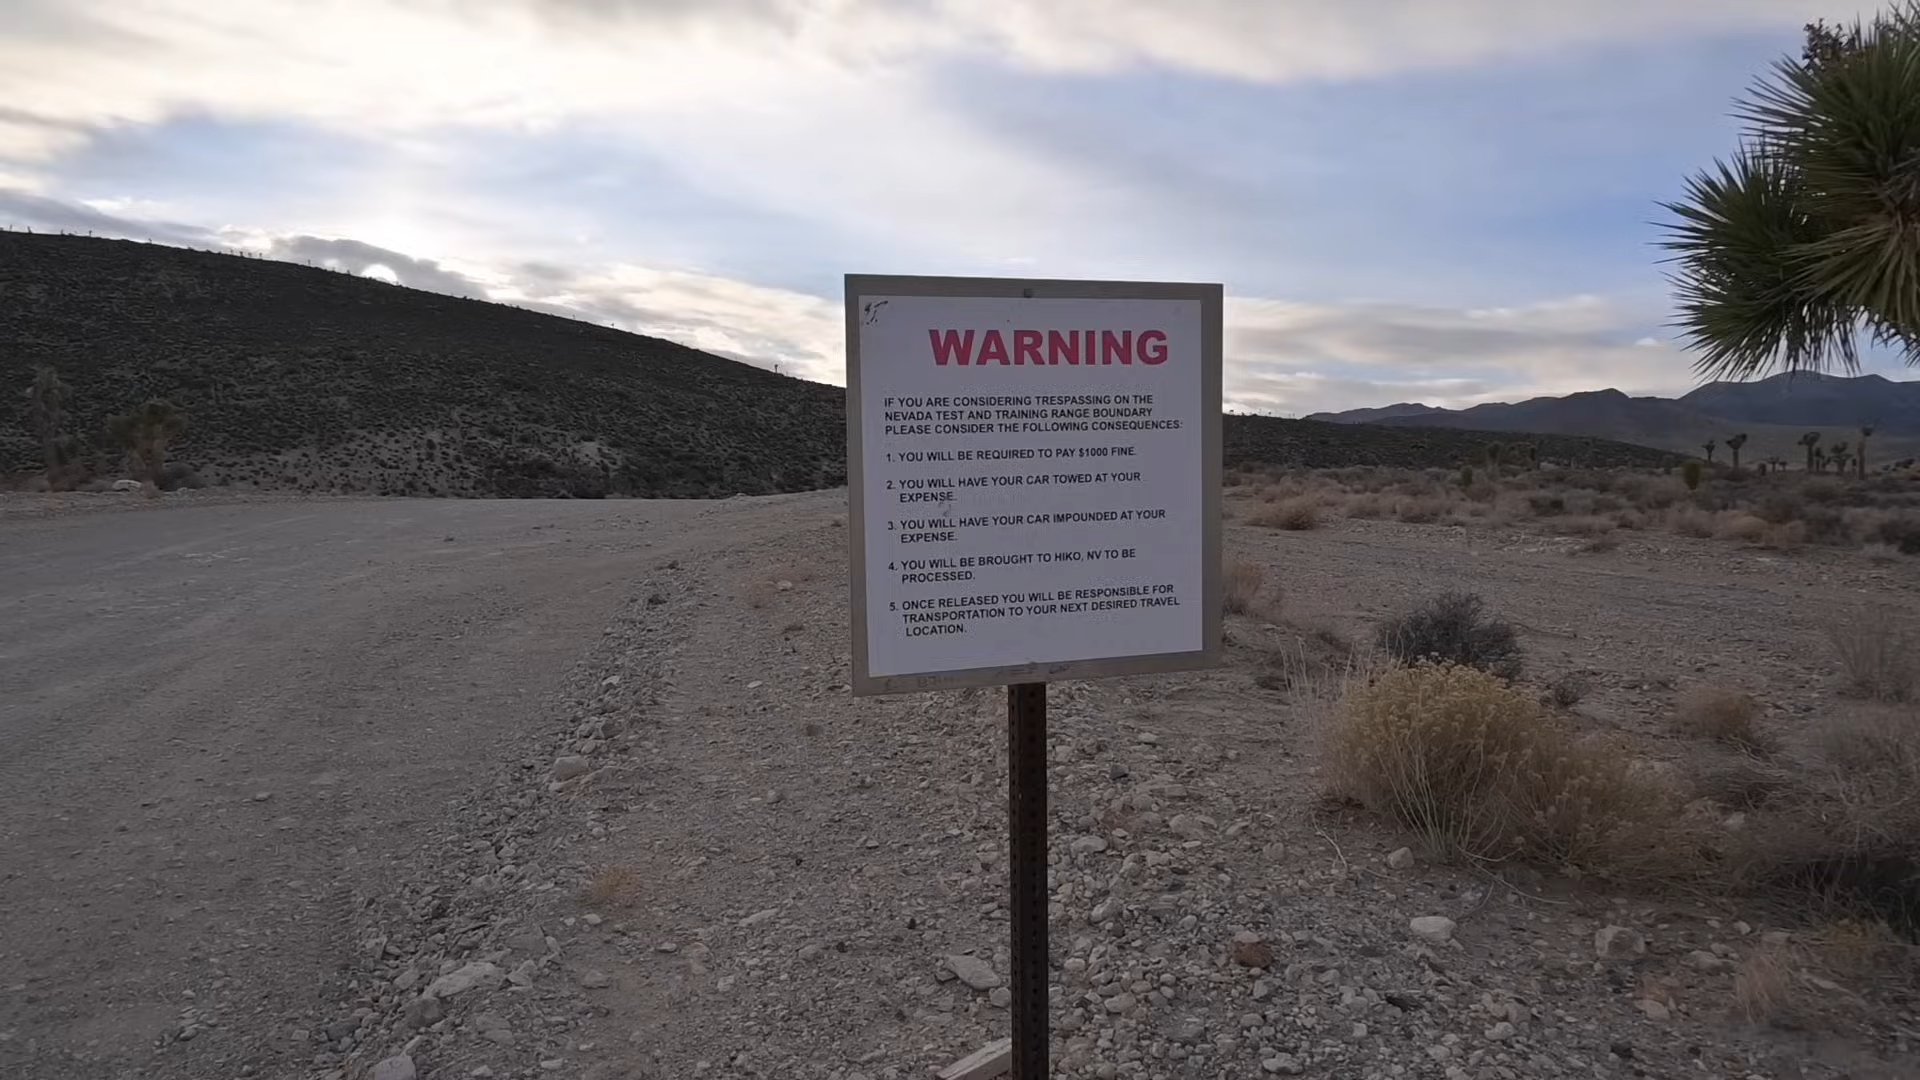 WARNING
IF YOU ARE CONSIDERING TRESPASSING ON THE
NEVADA TEST AND TRAINING RANGE BOUNDARY
PLEASE CONSIDER THE FOLLOWING CONSEQUENCES:
1. YOU WILL BE REQUIRED TO PAY $1000 FINE.
2. YOU WILL HAVE YOUR CAR TOWED AT YOUR
EXPENSE.
3. YOU WILL HAVE YOUR CAR IMPOUNDED AT YOUR
EXPENSE.
4. YOU WILL BE BROUGHT TO HIKO, NV TO BE
PROCESSED.
5. ONCE RELEASED YOU WILL BE RESPONSIBLE FOR
TRANSPORTATION TO YOUR NEXT DESIRED TRAVEL
LOCATION.